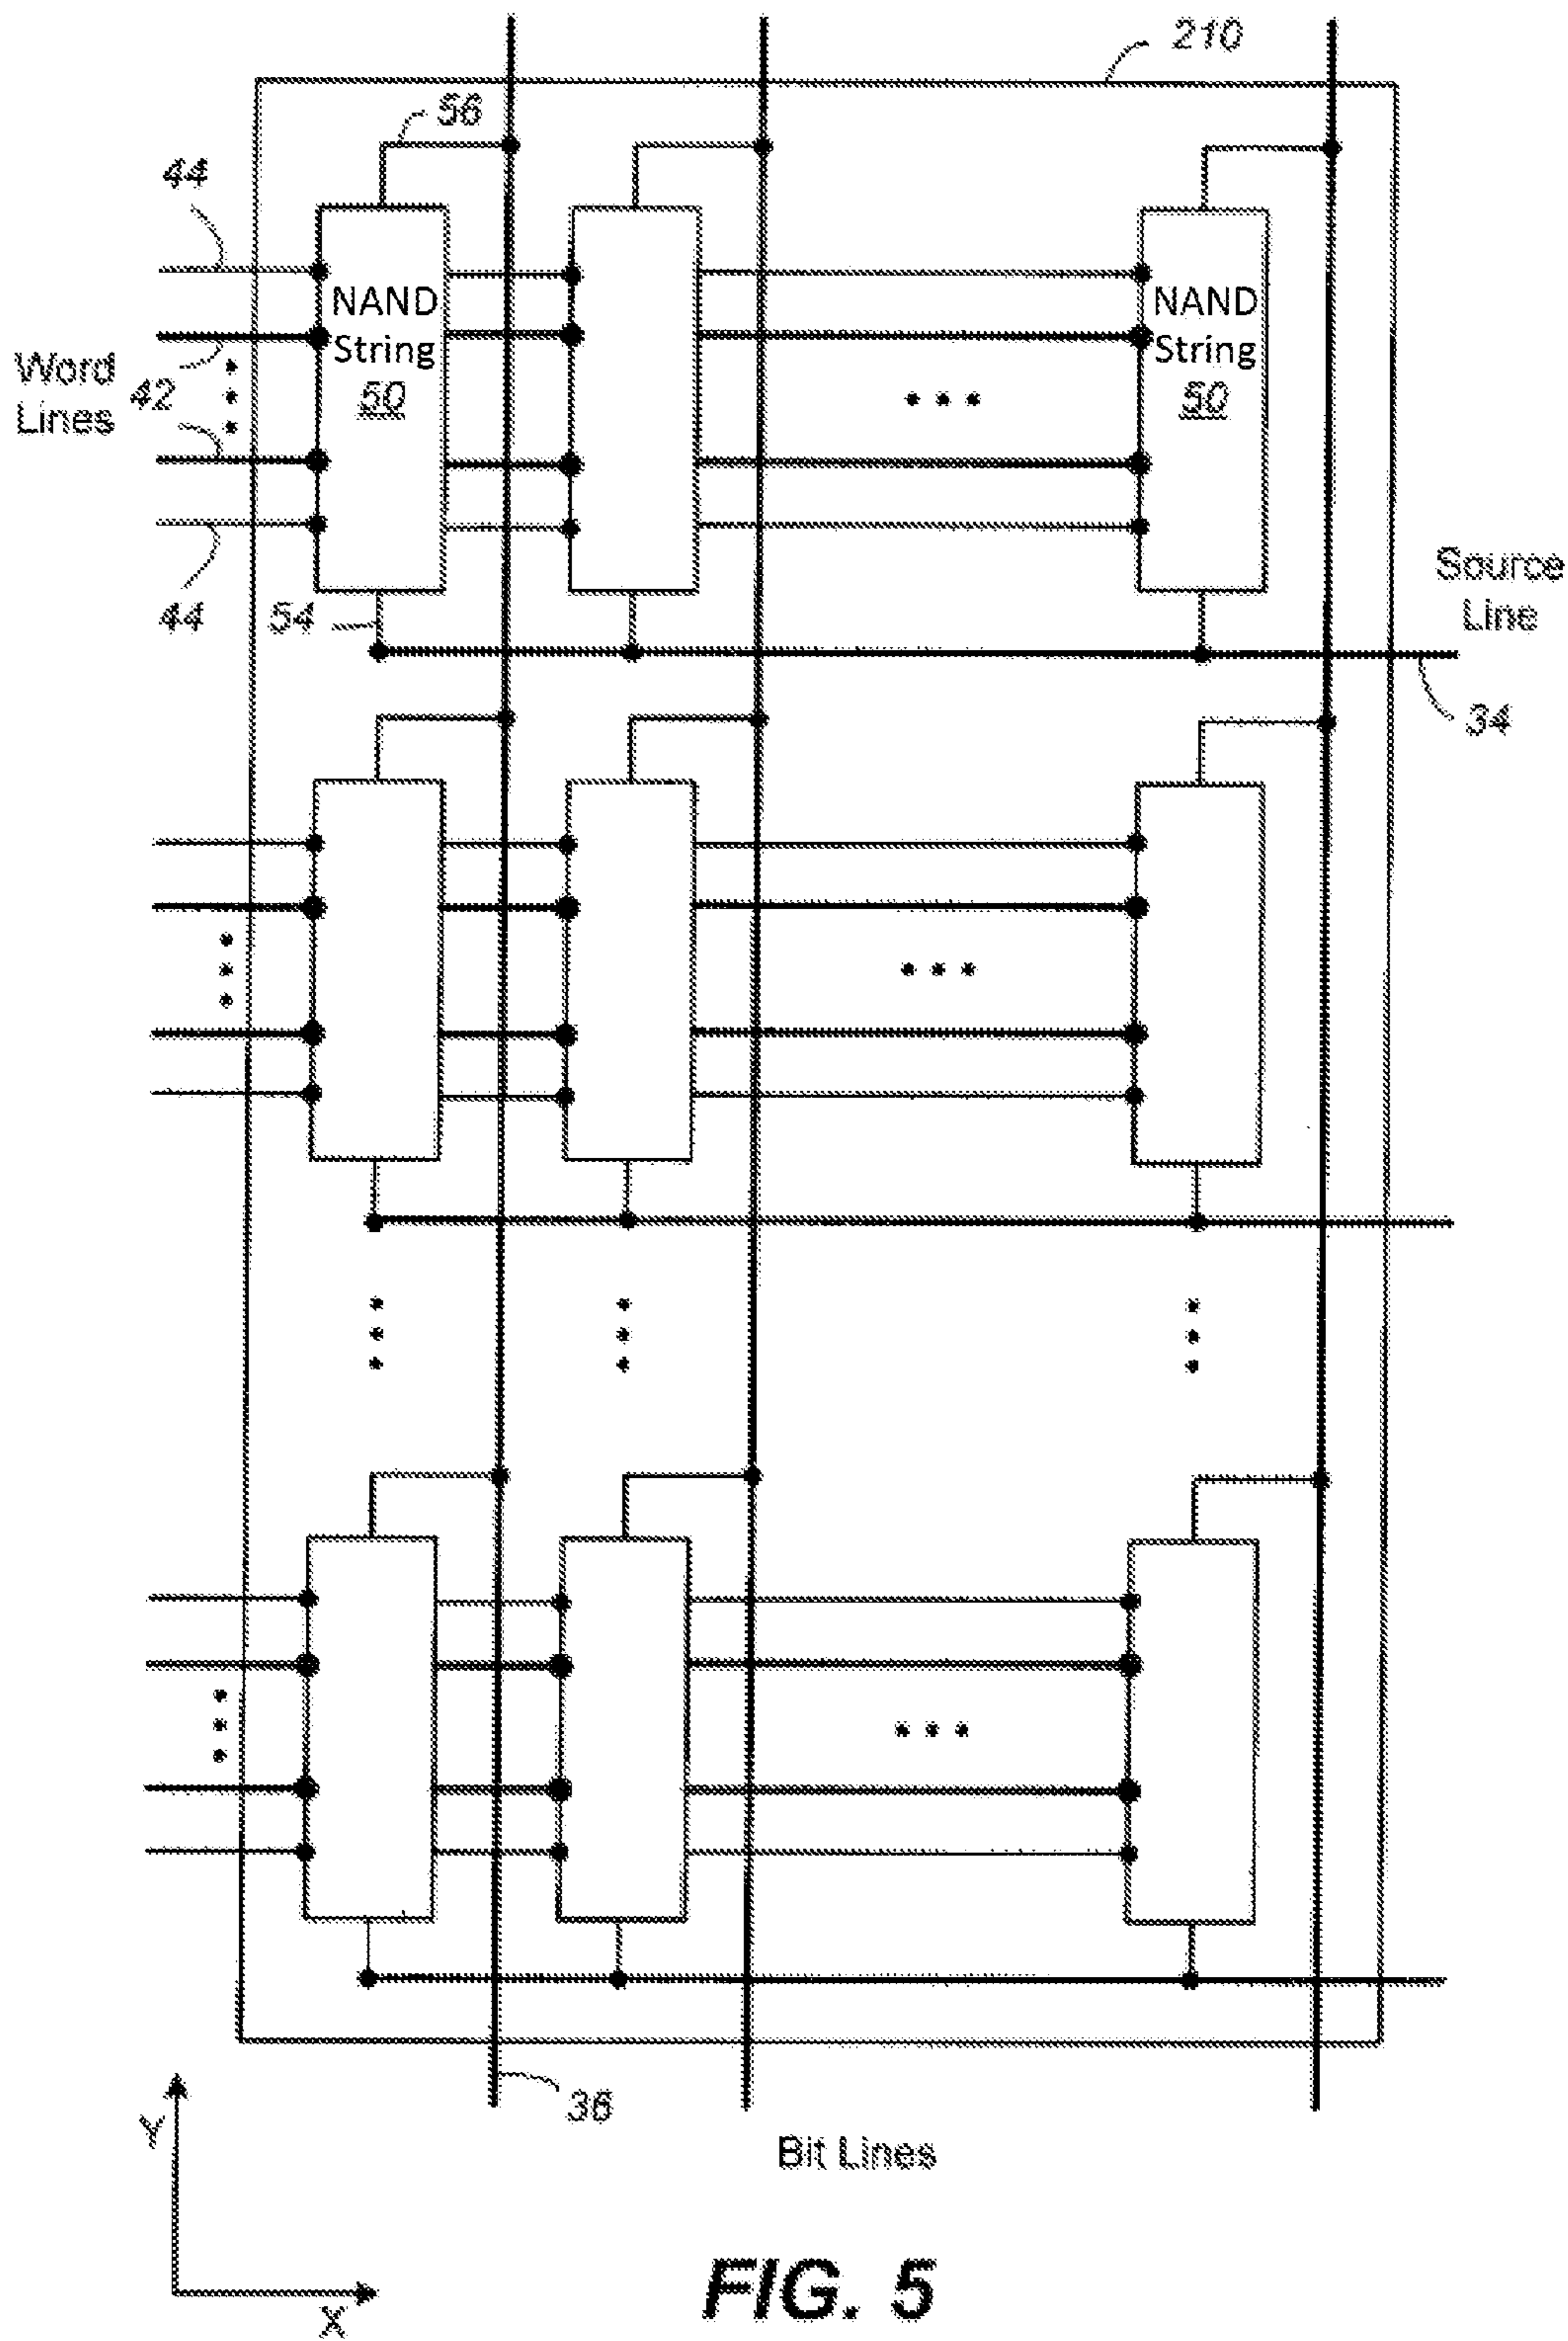 210
56
44
NAND
String
50
NAND
String
50
Word
Lines
42
44
54
Source
Line
34
36
Bit Lines
Y
X
FIG. 5